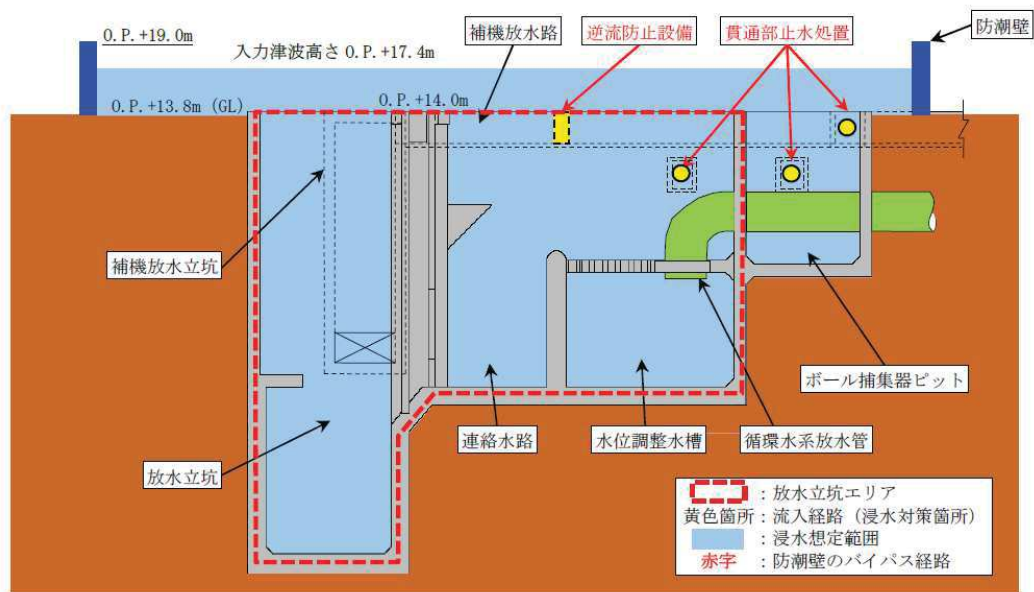 O.P.+19.0m
入力津波高さ O.P.+17.4m
補機放水路
逆流防止設備
貫通部止水処置
防潮壁
O.P.+13.8m (GL)
O.P.+14.0m
補機放水立坑
放水立坑
連絡水路
水位調整水槽
循環水系放水管
ボール捕集器ピット
：放水立坑エリア
黄色箇所：流入経路（浸水対策箇所）
：浸水想定範囲
赤字：防潮壁のバイパス経路